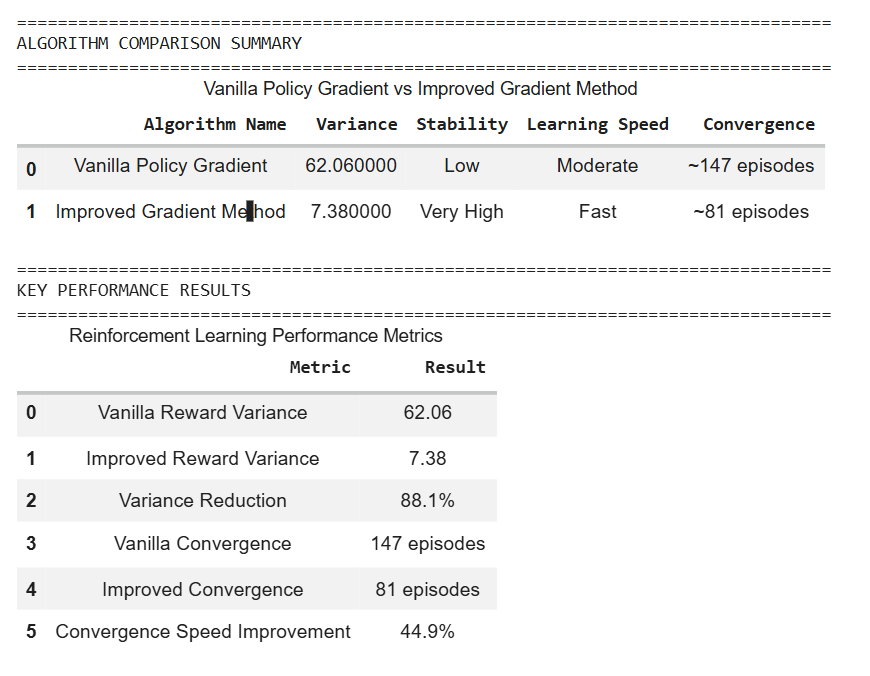 ================================================================================
ALGORITHM COMPARISON SUMMARY
================================================================================
Vanilla Policy Gradient vs Improved Gradient Method
Algorithm Name Variance Stability Learning Speed Convergence
0 Vanilla Policy Gradient 62.060000 Low Moderate ~147 episodes
1 Improved Gradient Method 7.380000 Very High Fast ~81 episodes
================================================================================
KEY PERFORMANCE RESULTS
================================================================================
Reinforcement Learning Performance Metrics
Metric Result
0 Vanilla Reward Variance 62.06
1 Improved Reward Variance 7.38
2 Variance Reduction 88.1%
3 Vanilla Convergence 147 episodes
4 Improved Convergence 81 episodes
5 Convergence Speed Improvement 44.9%